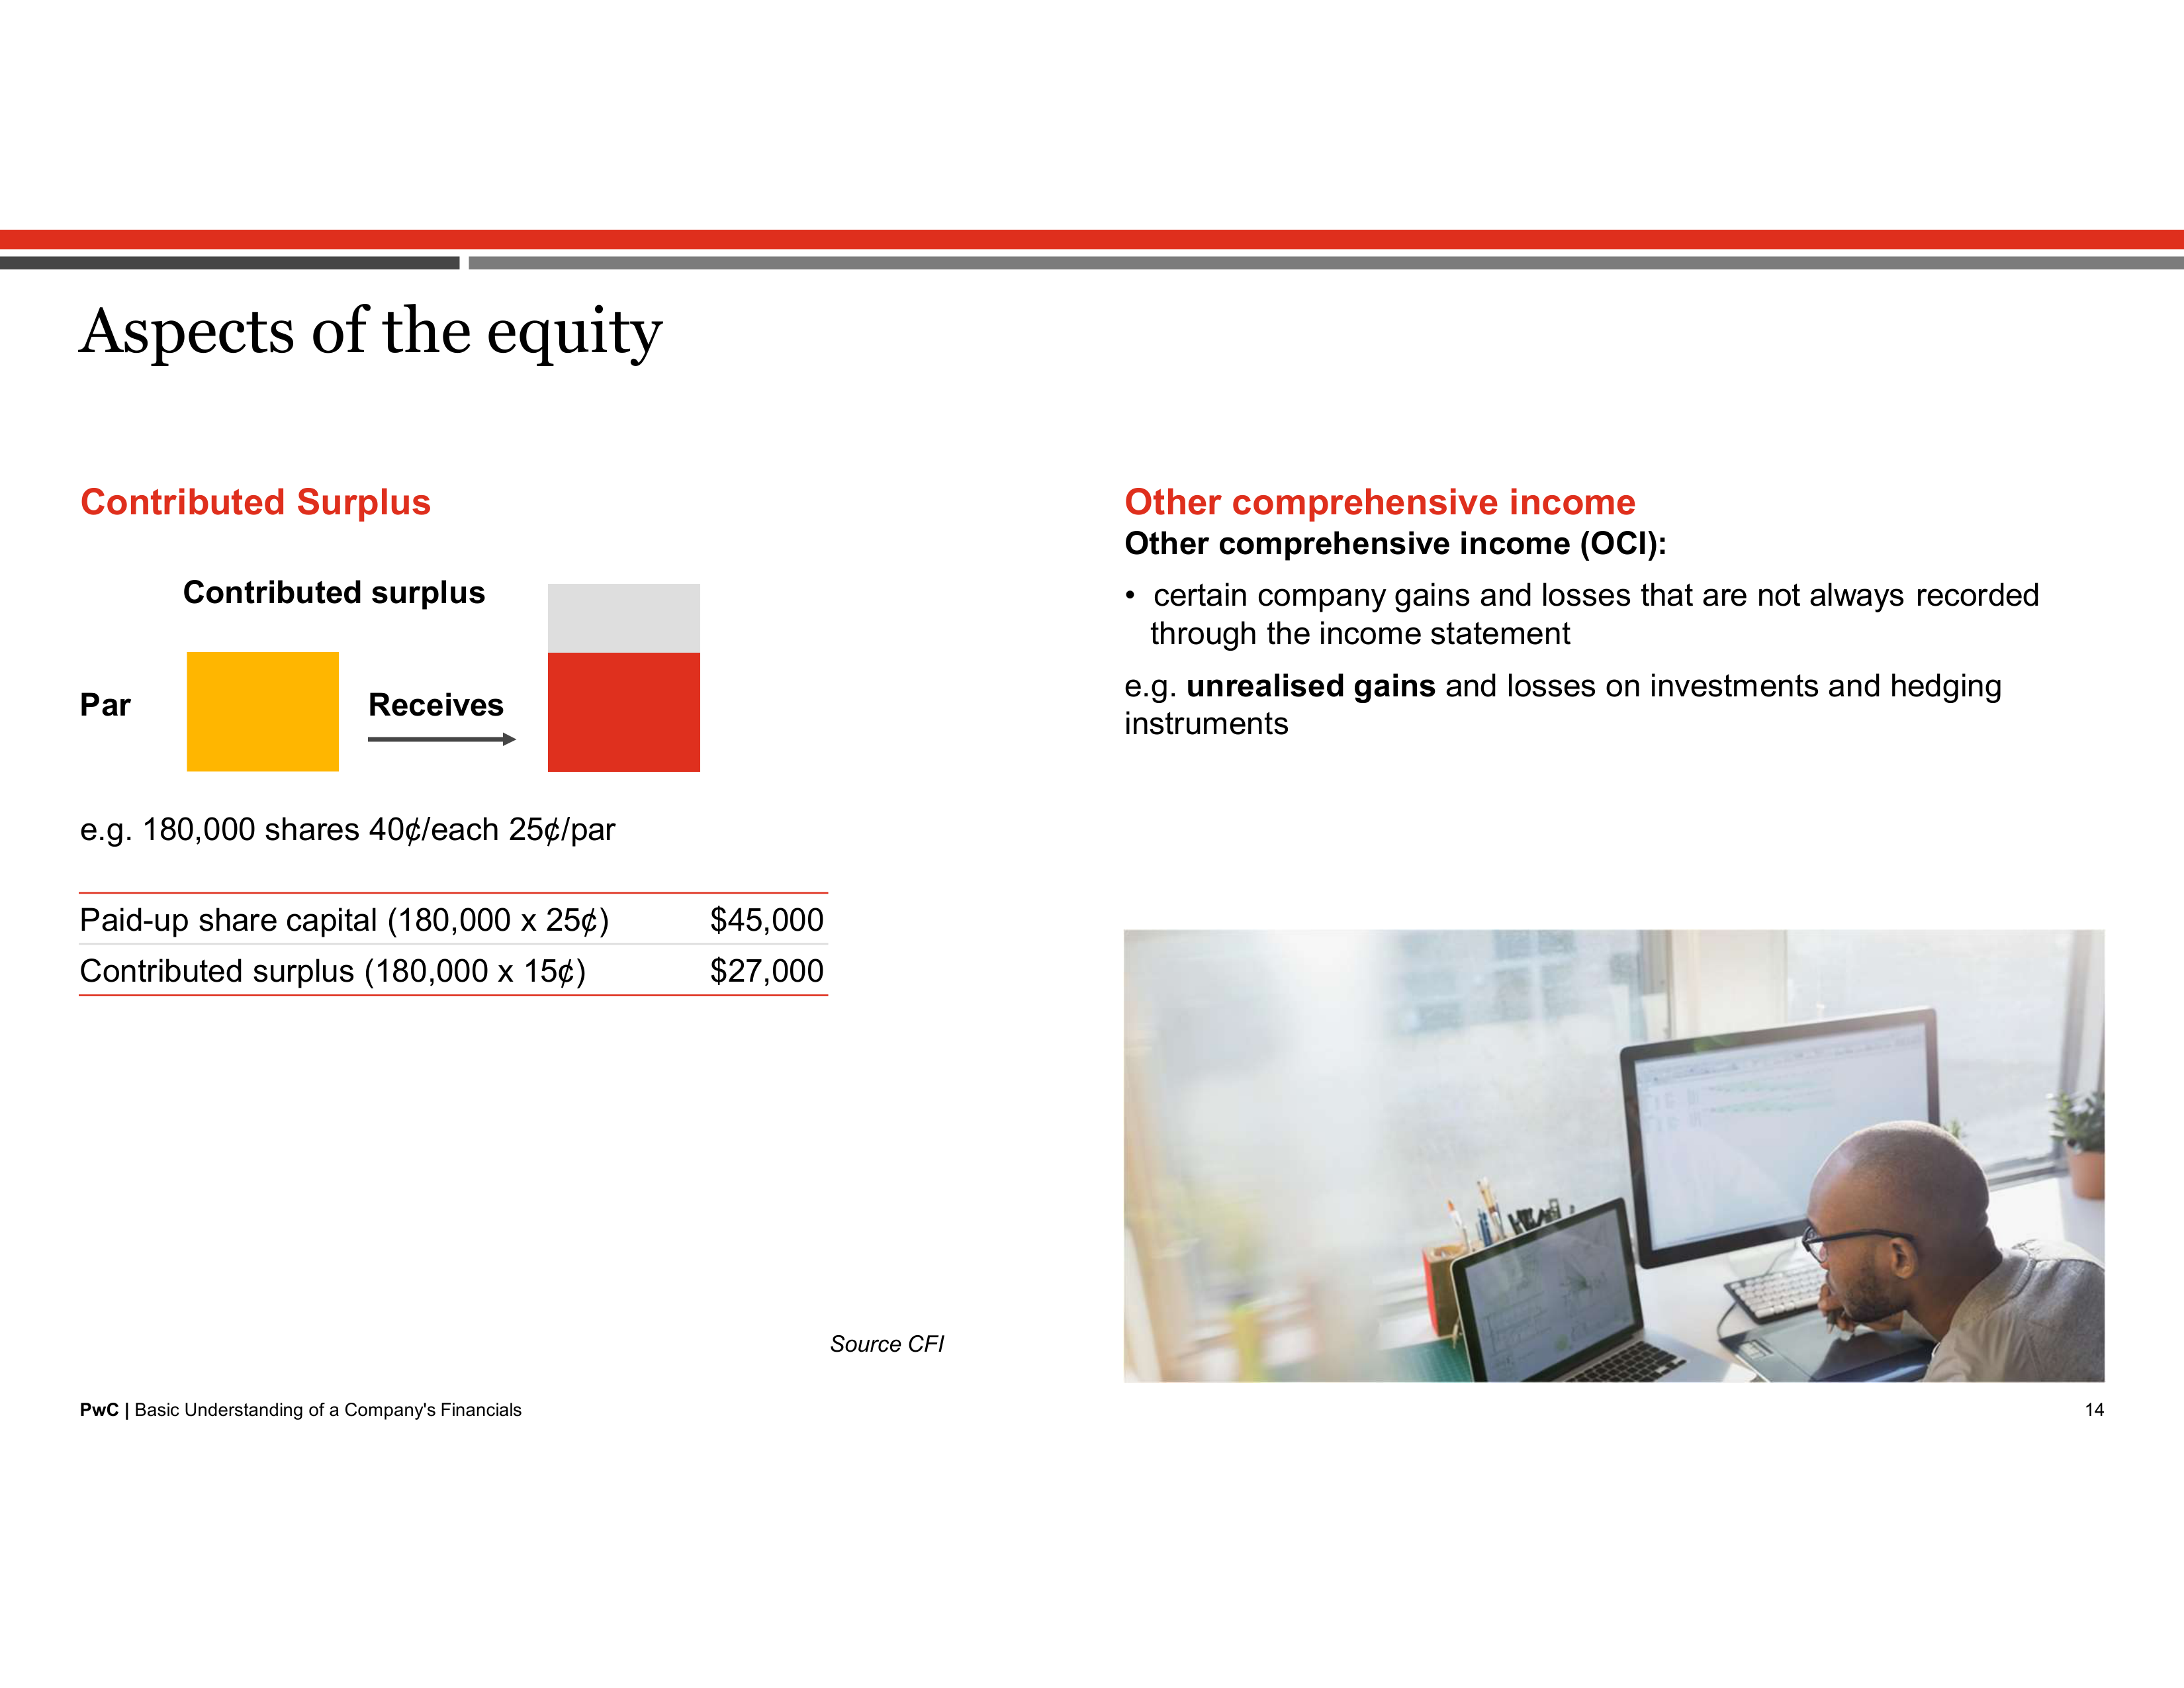 Aspects of the equity
Contributed Surplus
Contributed surplus
Par
Receives
e.g. 180,000 shares 40¢/each 25¢/par
Paid-up share capital (180,000 x 25¢) $45,000
Contributed surplus (180,000 x 15¢) $27,000
Source CFI
Other comprehensive income
Other comprehensive income (OCI):
• certain company gains and losses that are not always recorded
through the income statement
e.g. unrealised gains and losses on investments and hedging
instruments
PwC | Basic Understanding of a Company's Financials
14